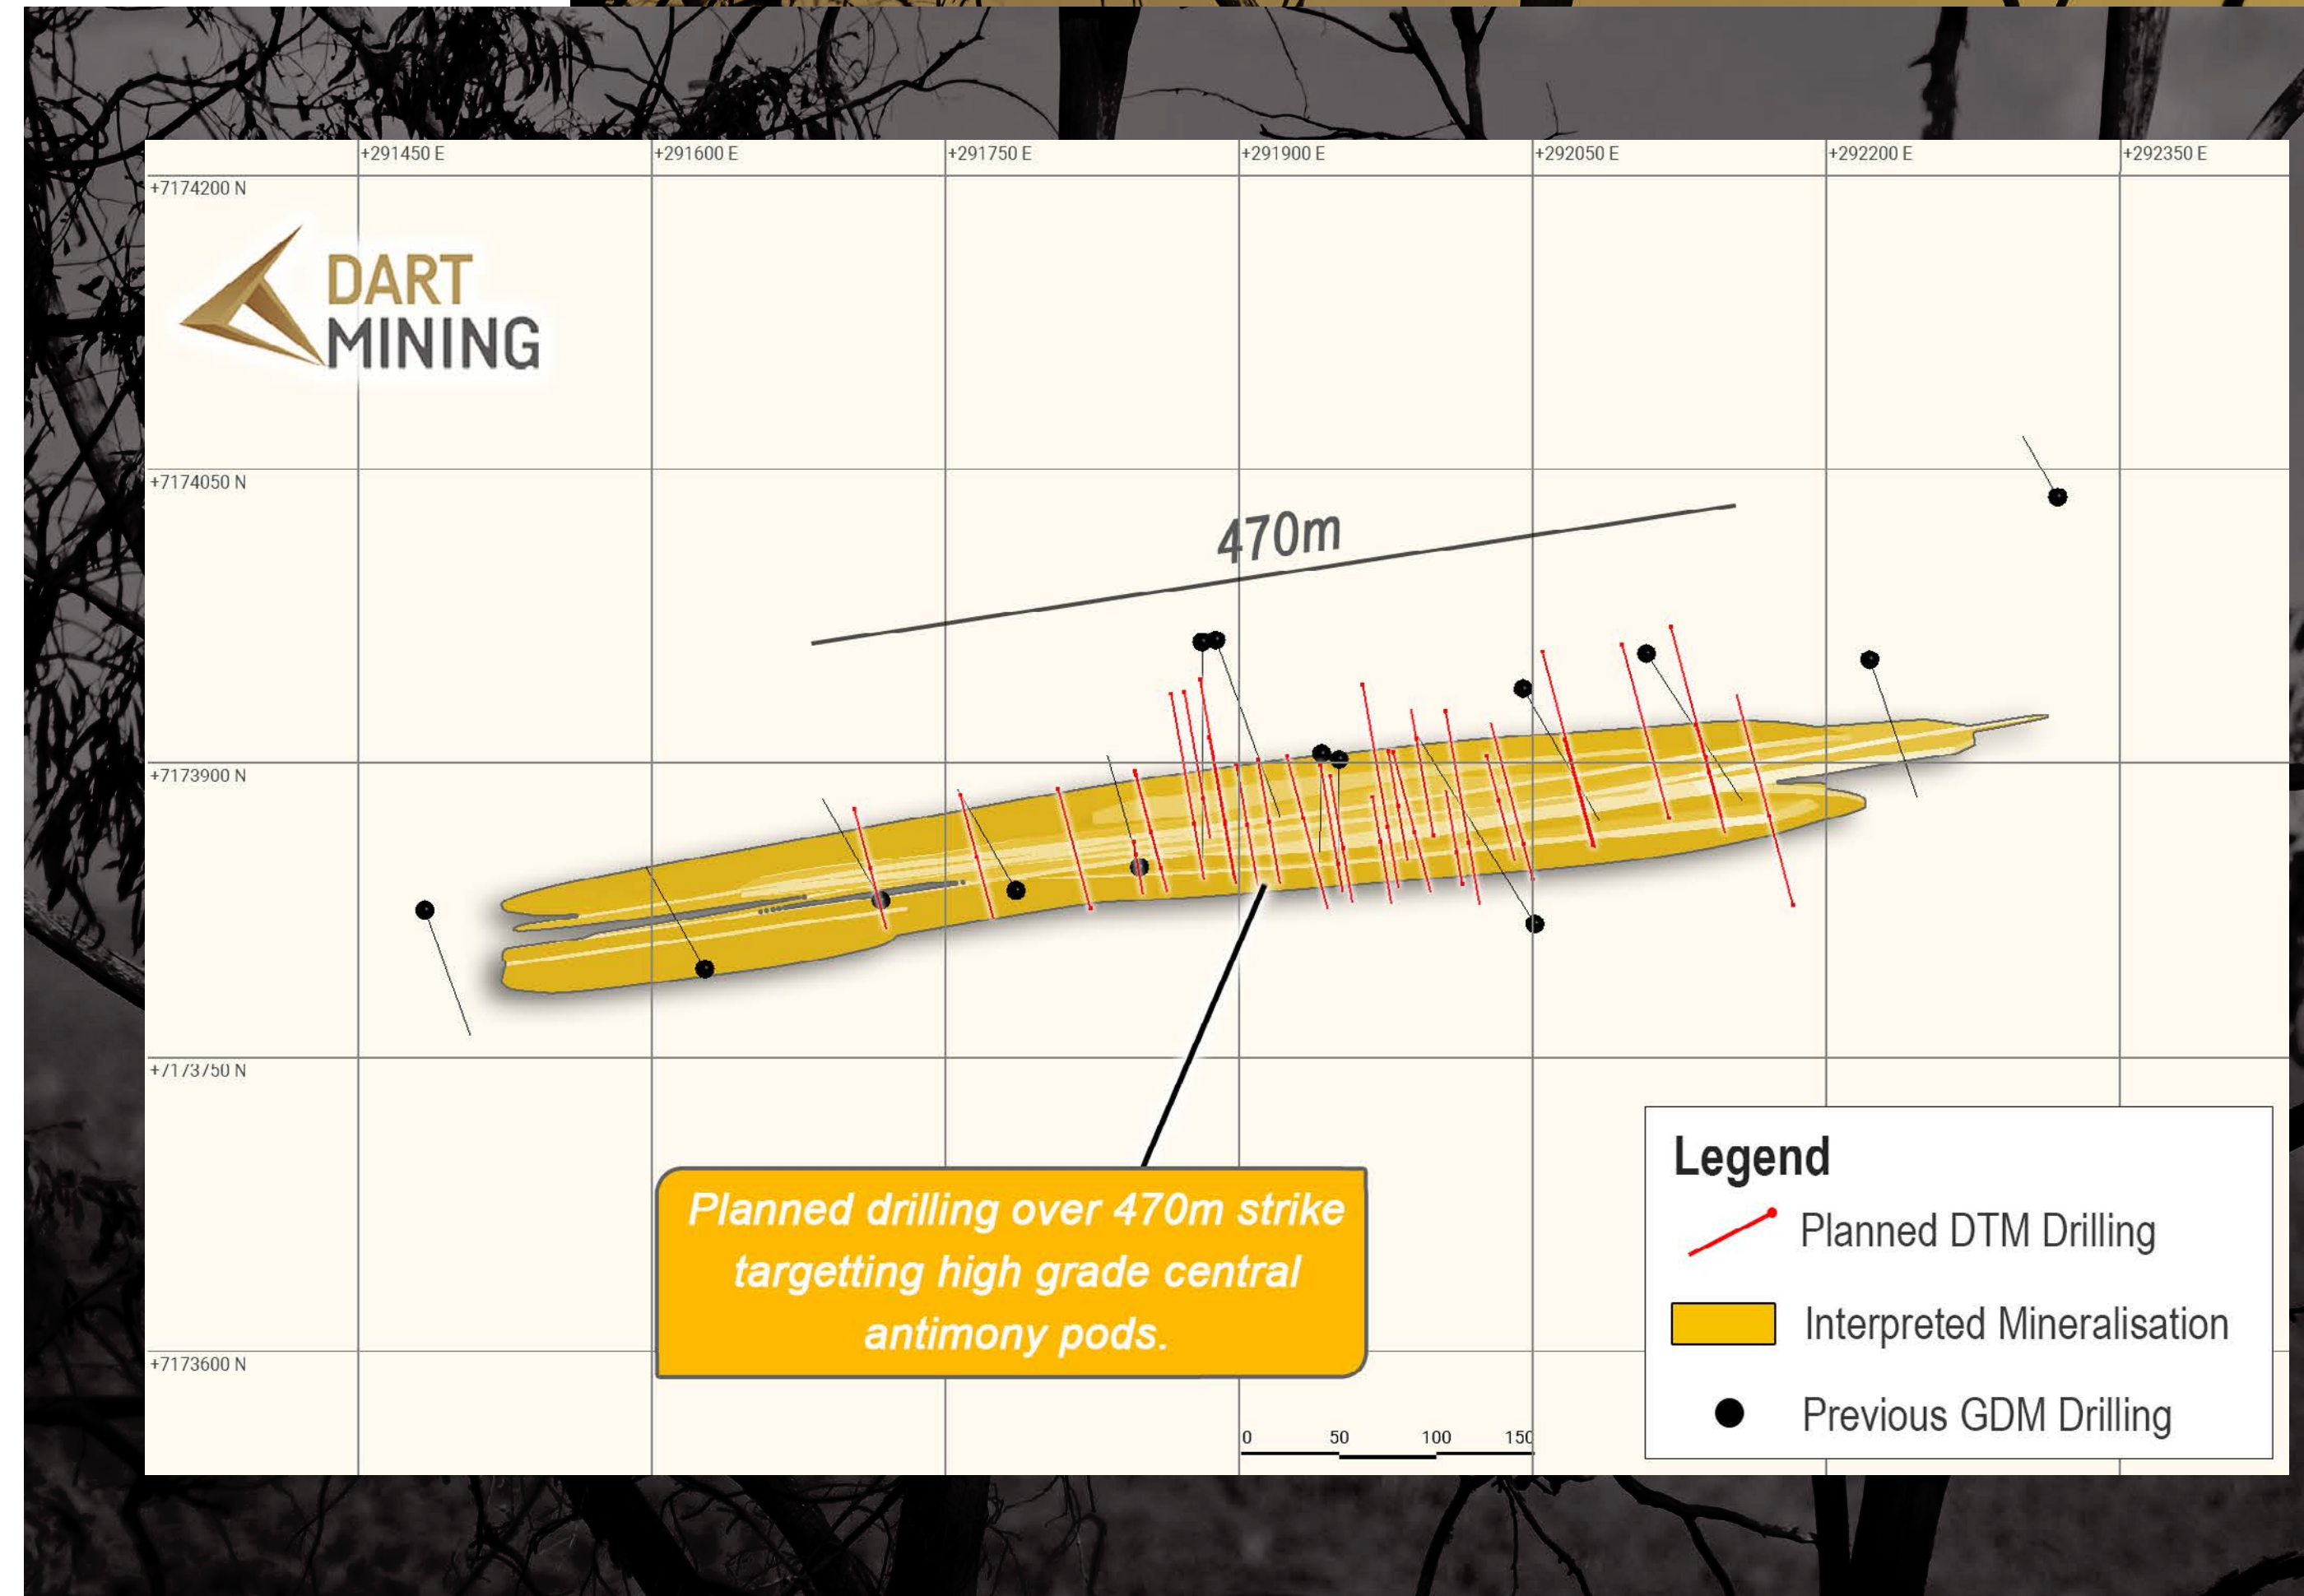 +291450 E
+291600 E
+291750 E
+291900 E
+292050 E
+292200 E
+292350 E
+7174200 N
DART
MINING
+7174050 N
470m
+7173900 N
+7173750 N
Planned drilling over 470m strike
targetting high grade central
antimony pods.
+7173600 N
0 50 100 150
Legend
Planned DTM Drilling
Interpreted Mineralisation
Previous GDM Drilling